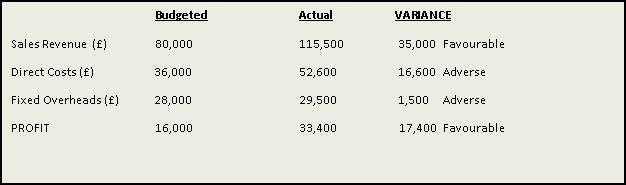 Budgeted Actual VARIANCE
Sales Revenue (£) 80,000 115,500 35,000 Favourable
Direct Costs (£) 36,000 52,600 16,600 Adverse
Fixed Overheads (£) 28,000 29,500 1,500 Adverse
PROFIT 16,000 33,400 17,400 Favourable